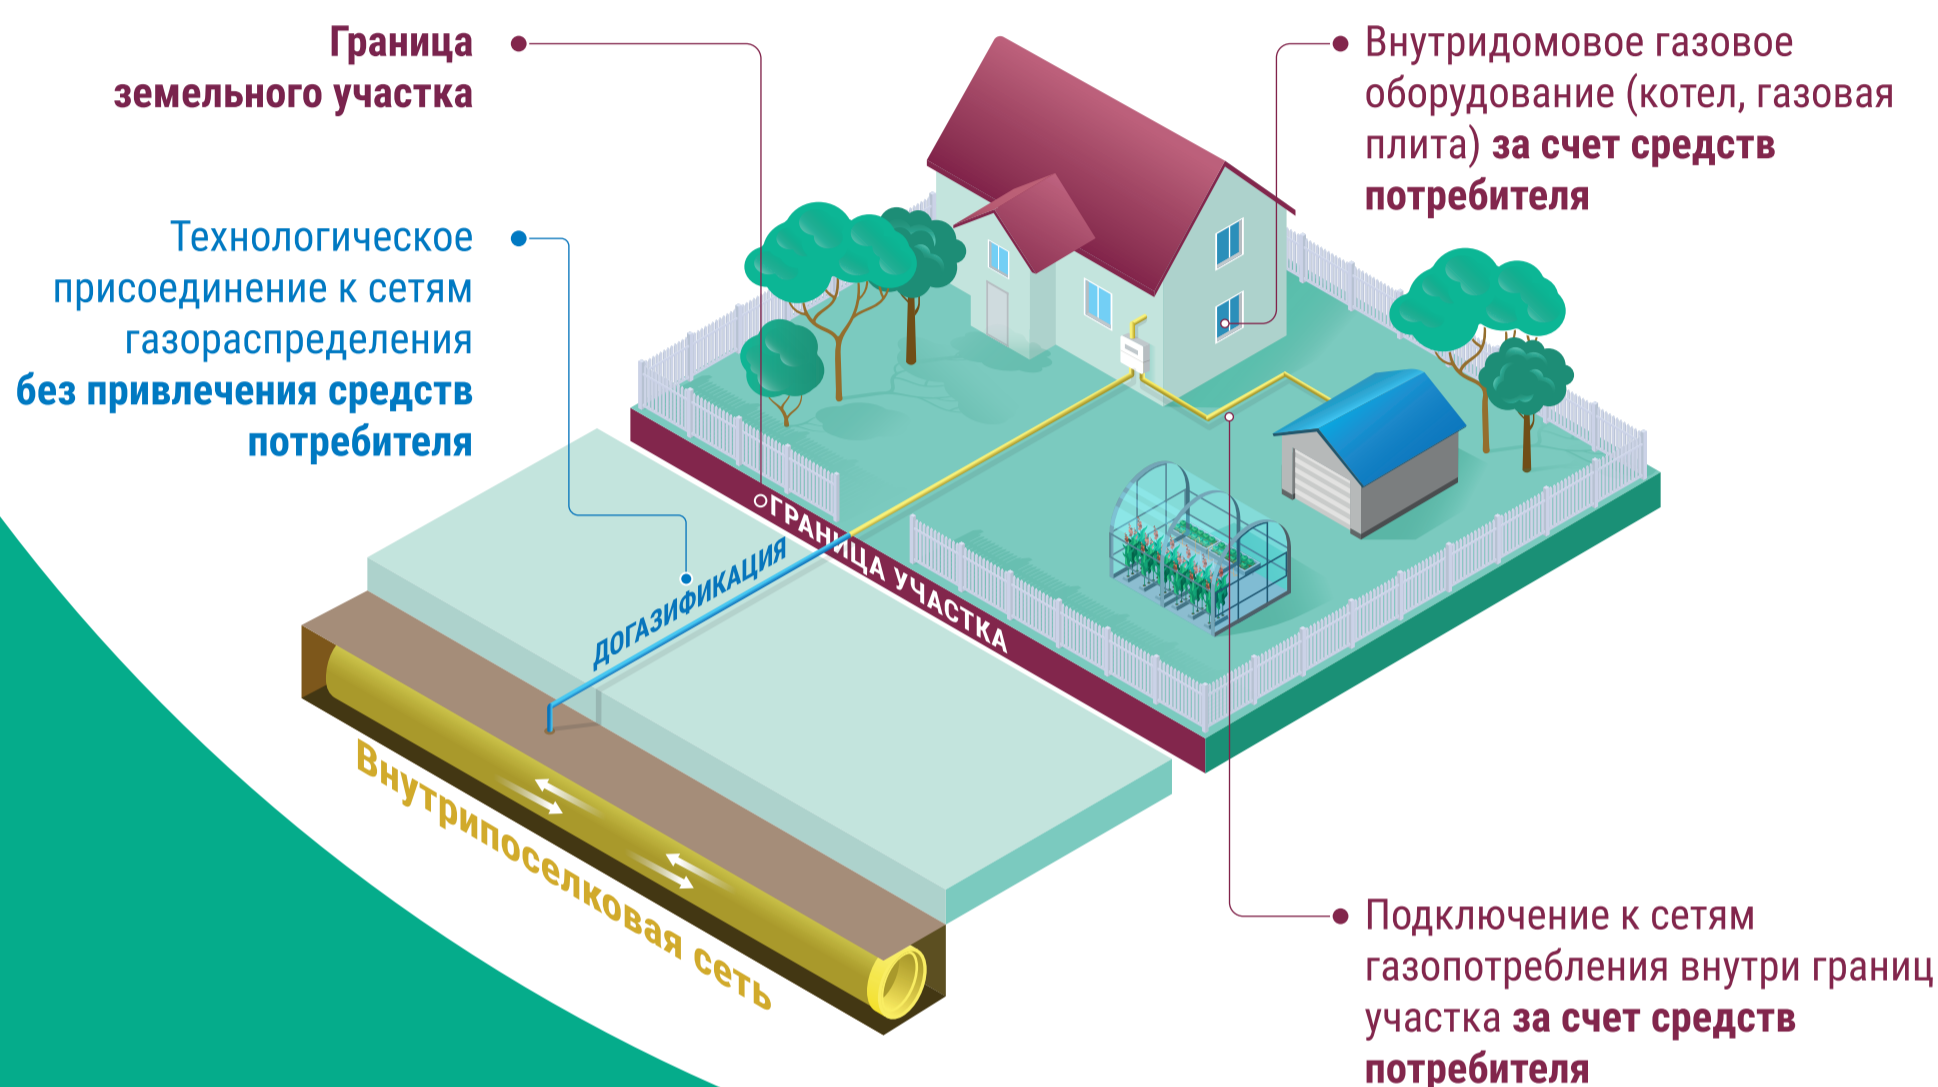 Граница
земельного участка
Технологическое
присоединение к сетям
газораспределения
без привлечения средств
потребителя
Внутридомовое газовое
оборудование (котел, газовая
плита) за счет средств
потребителя
ГРАНИЦА УЧАСТКА
ДОГАЗИФИКАЦИЯ
Внутрипоселковая сеть
Подключение к сетям
газопотребления внутри границ
участка за счет средств
потребителя